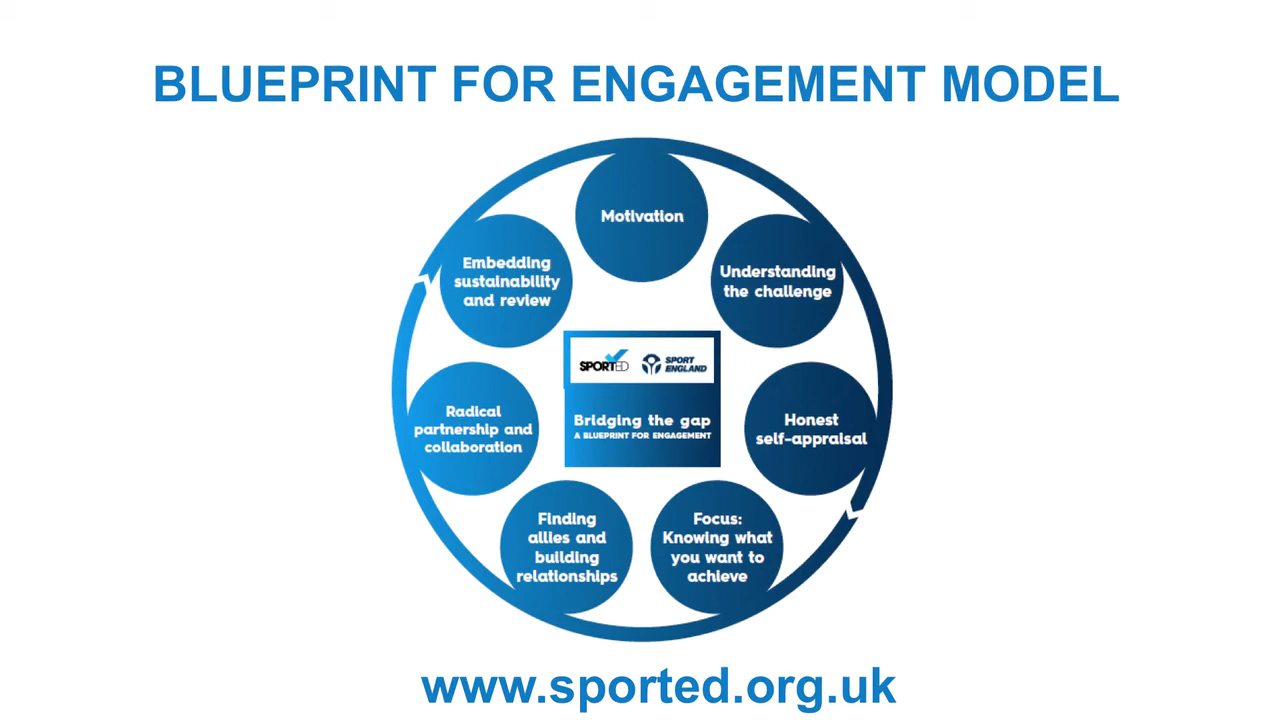 BLUEPRINT FOR ENGAGEMENT MODEL
Motivation
Understanding
the challenge
Honest
self-appraisal
Focus:
Knowing what
you want to
achieve
Finding
allies and
building
relationships
Radical
partnership and
collaboration
Embedding
sustainability
and review
SPORTED
SPORT
ENGLAND
Bridging the gap
A BLUEPRINT FOR ENGAGEMENT
www.sported.org.uk